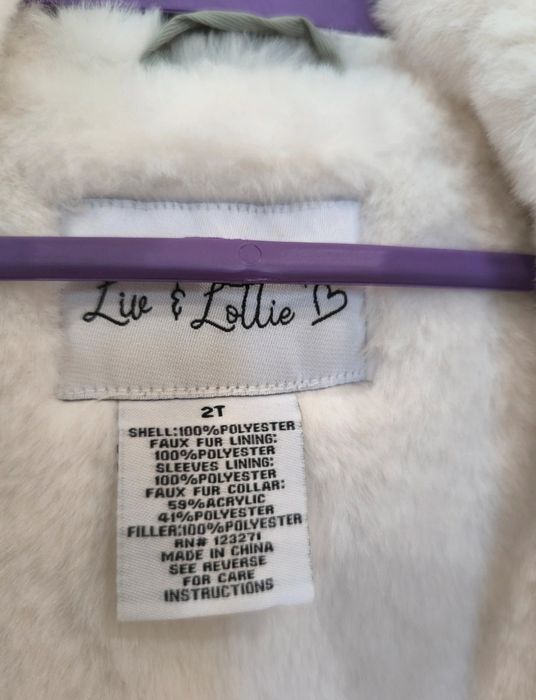 Liv & Lollie
2T
SHELL:100%POLYESTER
FAUX FUR LINING:
100%POLYESTER
SLEEVES LINING:
100%POLYESTER
FAUX FUR COLLAR:
59%ACRYLIC
41%POLYESTER
FILLER:100%POLYESTER
RN# 123271
MADE IN CHINA
SEE REVERSE
FOR CARE
INSTRUCTIONS